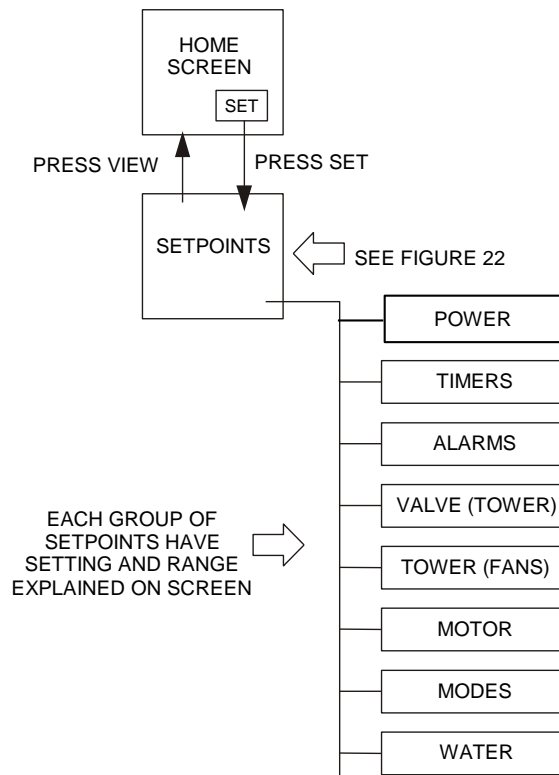 HOME
SCREEN
SET
PRESS VIEW
PRESS SET
SETPOINTS
SEE FIGURE 22
POWER
TIMERS
ALARMS
VALVE (TOWER)
EACH GROUP OF
SETPOINTS HAVE
SETTING AND RANGE
EXPLAINED ON SCREEN
TOWER (FANS)
MOTOR
MODES
WATER